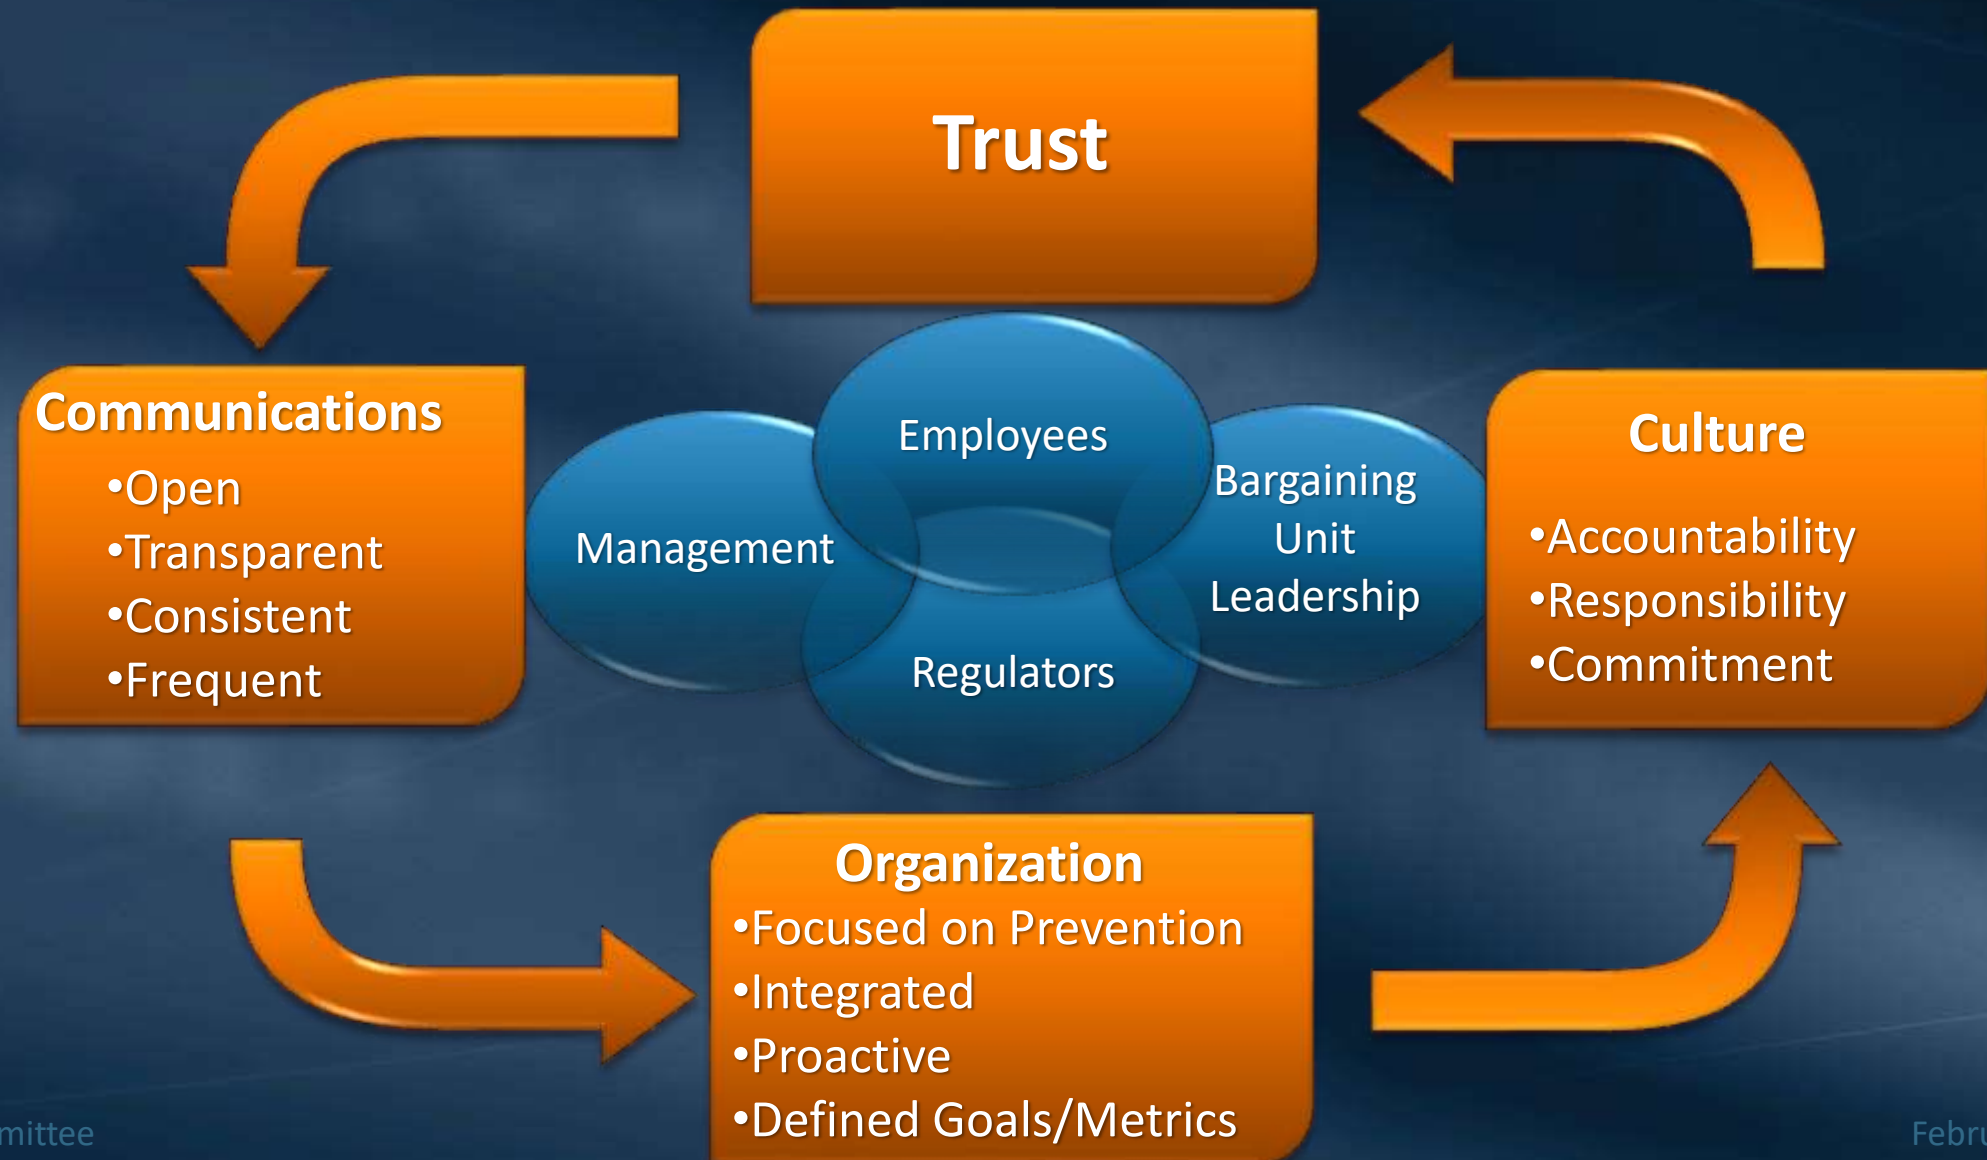 Trust
Communications
•Open
•Transparent
•Consistent
•Frequent
Employees
Management
Bargaining
Unit
Leadership
Regulators
Culture
•Accountability
•Responsibility
•Commitment
Organization
•Focused on Prevention
•Integrated
•Proactive
•Defined Goals/Metrics
mittee
Febru